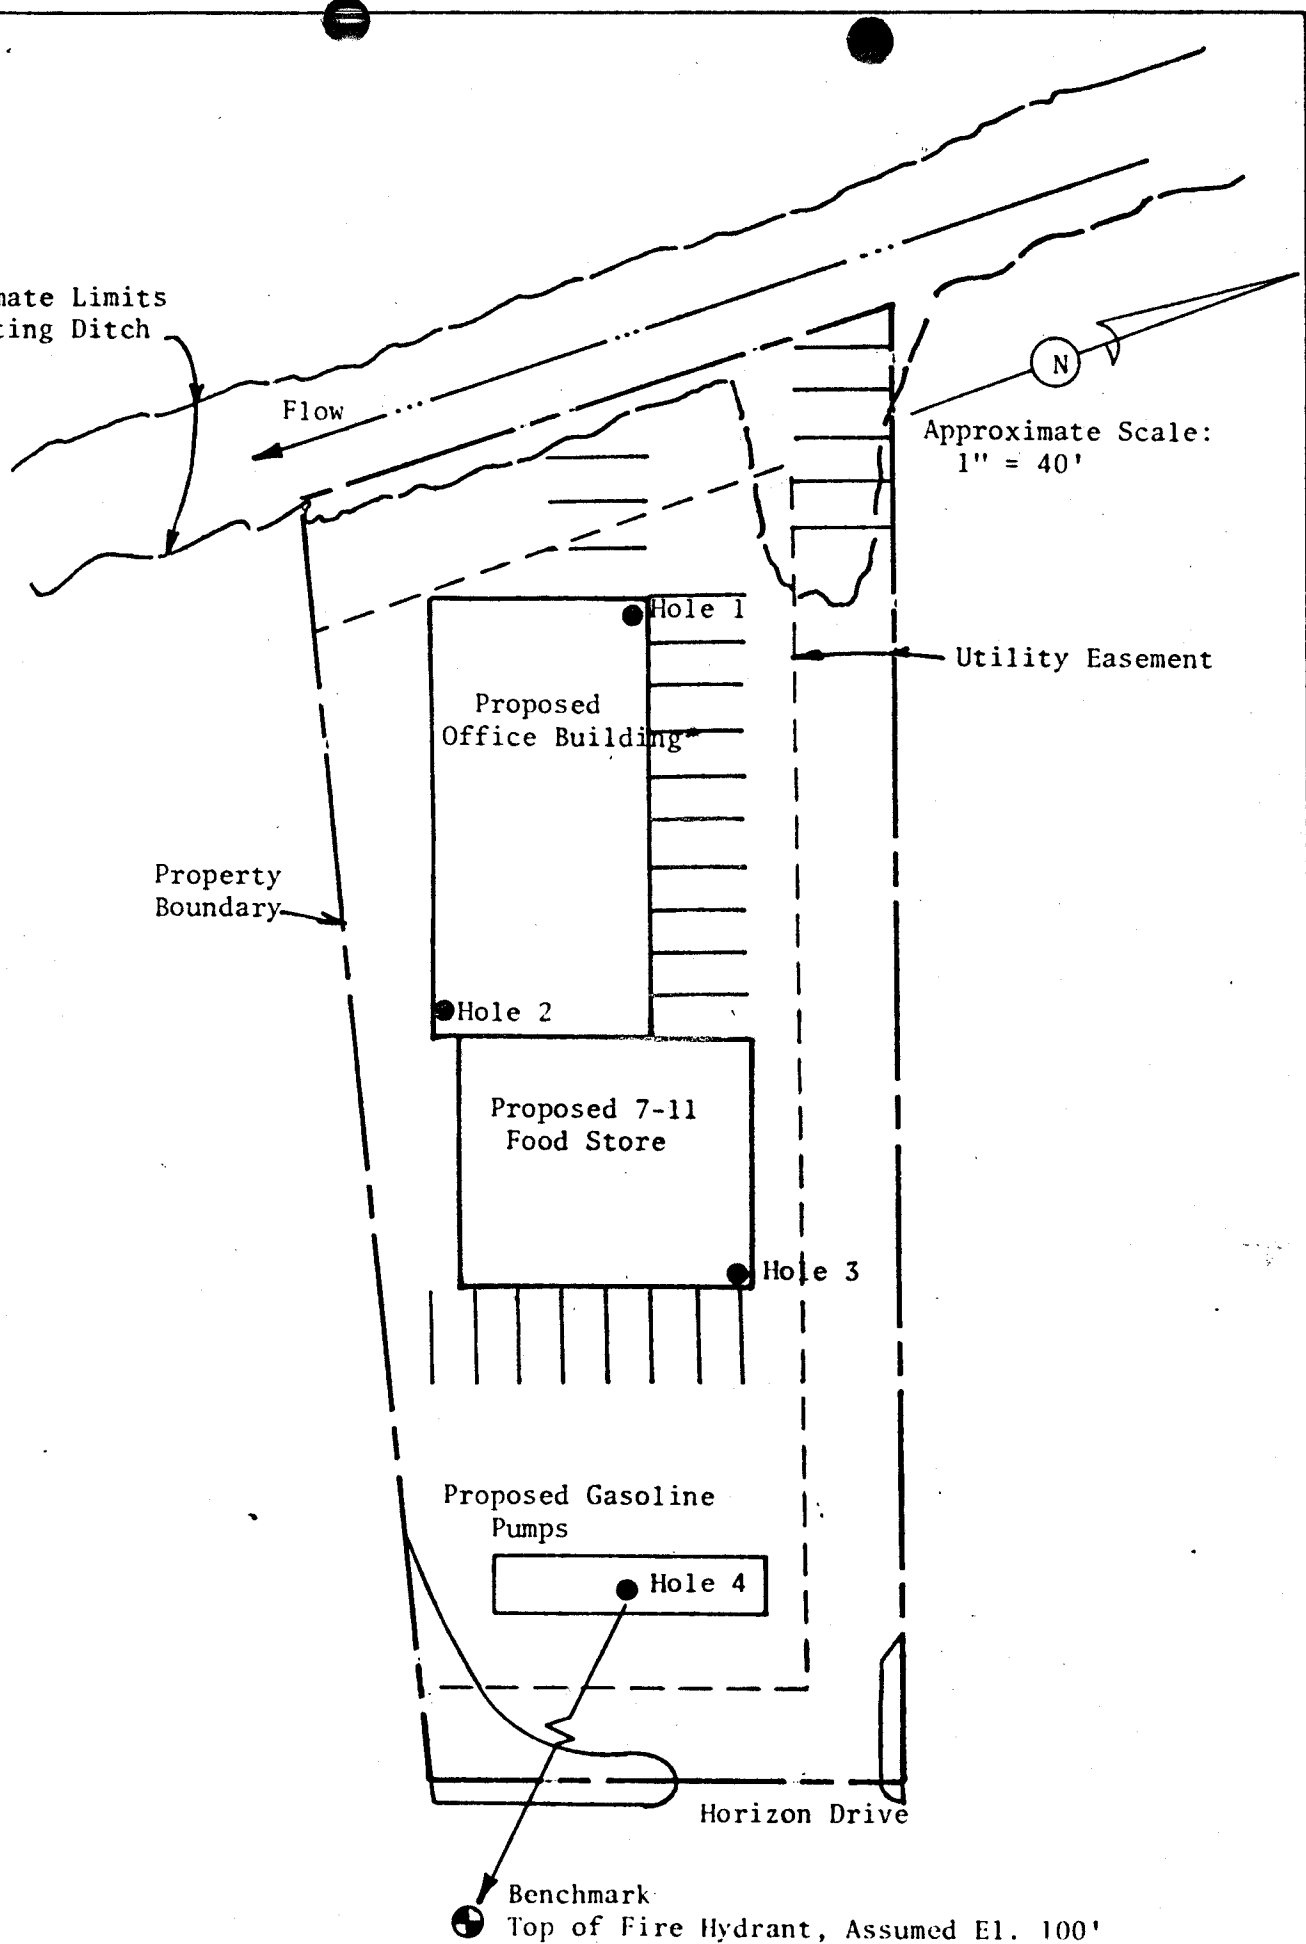 mate Limits
ting Ditch
Flow
N
Approximate Scale:
1" = 40'
Hole 1
Utility Easement
Proposed
Office Building
Property
Boundary
Hole 2
Proposed 7-11
Food Store
Hole 3
Proposed Gasoline
Pumps
Hole 4
Horizon Drive
Benchmark
Top of Fire Hydrant, Assumed El. 100'